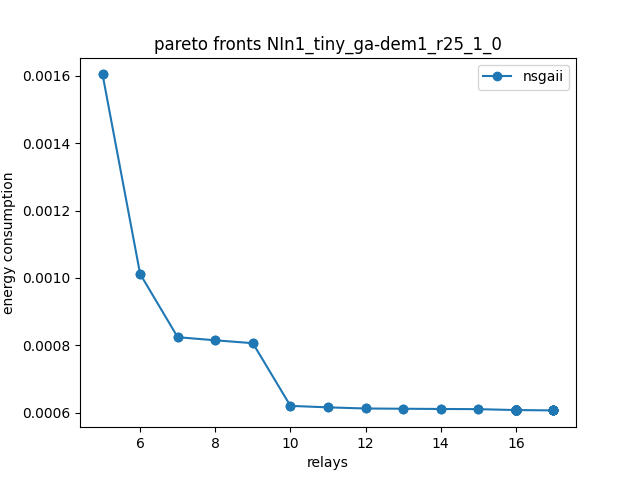 pareto fronts NIn1_tiny_ga-dem1_r25_1_0
nsgaii
0.0016
0.0014
0.0012
0.0010
0.0008
0.0006
energy consumption
6 8 10 12 14 16
relays